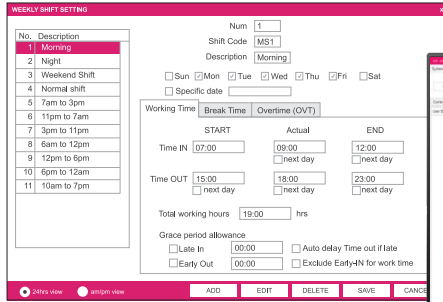 WEEKLY SHIFT SETTING x
Num 1
Shift Code MS1
Description Morning
No. Description
1 Morning
2 Night
3 Weekend Shift
4 Normal shift
5 7am to 3pm
6 11pm to 7am
7 3pm to 11pm
8 6am to 12pm
9 12pm to 6pm
10 6pm to 12am
11 10am to 7pm
Sun Mon Tue Wed Thu Fri Sat
Specific date
Working Time Break Time Overtime (OVT)
START Actual END
Time IN 07:00 09:00 12:00
next day next day
Time OUT 15:00 18:00 23:00
next day next day next day
Total working hours 19:00 hrs
Grace period allowance
Late In 00:00 Auto delay Time out if late
Early Out 00:00 Exclude Early-IN for work time
24hrs view am/pm view ADD EDIT DELETE SAVE CANCE